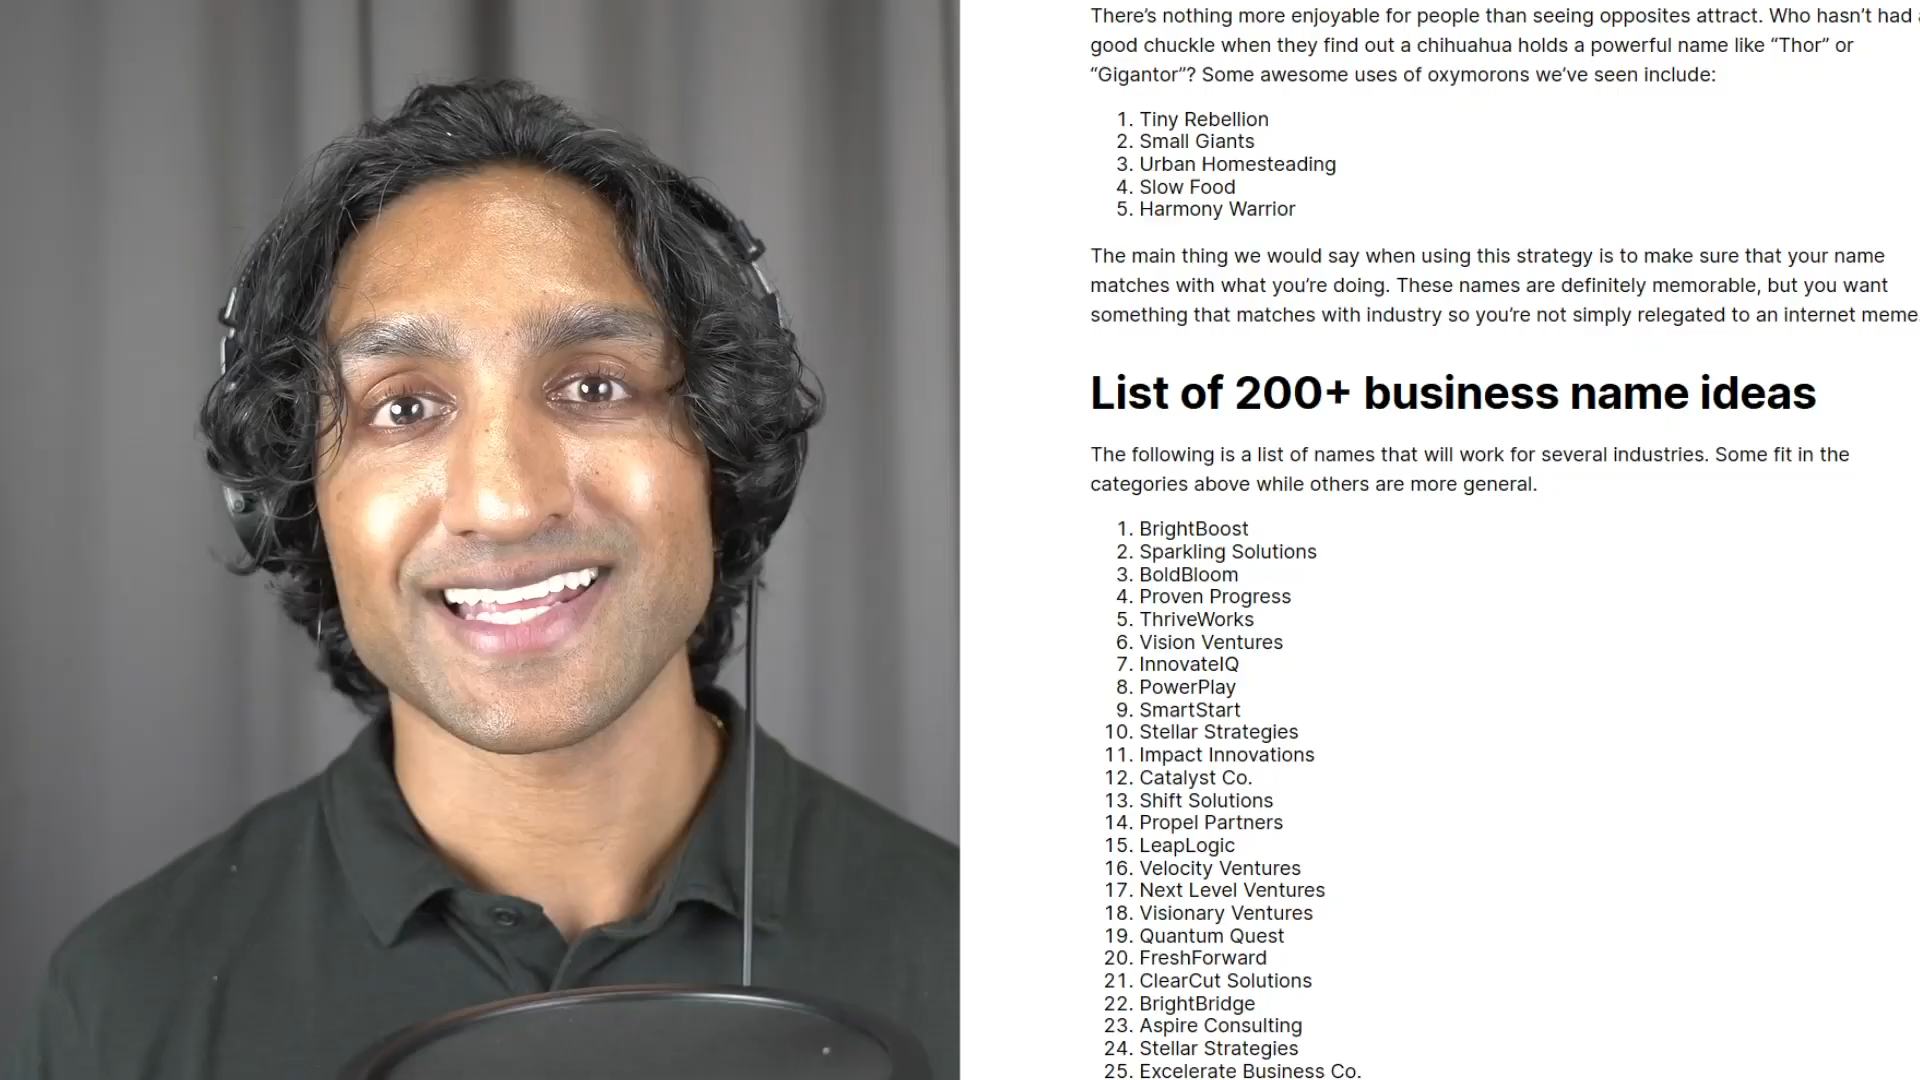 There’s nothing more enjoyable for people than seeing opposites attract. Who hasn’t had
good chuckle when they find out a chihuahua holds a powerful name like “Thor” or
“Gigantor”? Some awesome uses of oxymorons we’ve seen include:
1. Tiny Rebellion
2. Small Giants
3. Urban Homesteading
4. Slow Food
5. Harmony Warrior
The main thing we would say when using this strategy is to make sure that your name
matches with what you’re doing. These names are definitely memorable, but you want
something that matches with industry so you’re not simply relegated to an internet meme.
List of 200+ business name ideas
The following is a list of names that will work for several industries. Some fit in the
categories above while others are more general.
1. BrightBoost
2. Sparkling Solutions
3. BoldBloom
4. Proven Progress
5. ThriveWorks
6. Vision Ventures
7. InnovateIQ
8. PowerPlay
9. SmartStart
10. Stellar Strategies
11. Impact Innovations
12. Catalyst Co.
13. Shift Solutions
14. Propel Partners
15. LeapLogic
16. Velocity Ventures
17. Next Level Ventures
18. Visionary Ventures
19. Quantum Quest
20. FreshForward
21. ClearCut Solutions
22. BrightBridge
23. Aspire Consulting
24. Stellar Strategies
25. Excelerate Business Co.